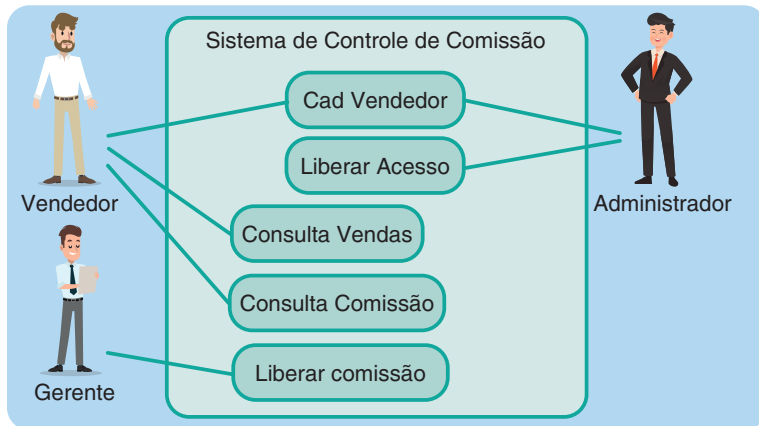 Sistema de Controle de Comissão
Cad Vendedor
Liberar Acesso
Vendedor
Administrador
Consulta Vendas
Consulta Comissão
Liberar comissão
Gerente